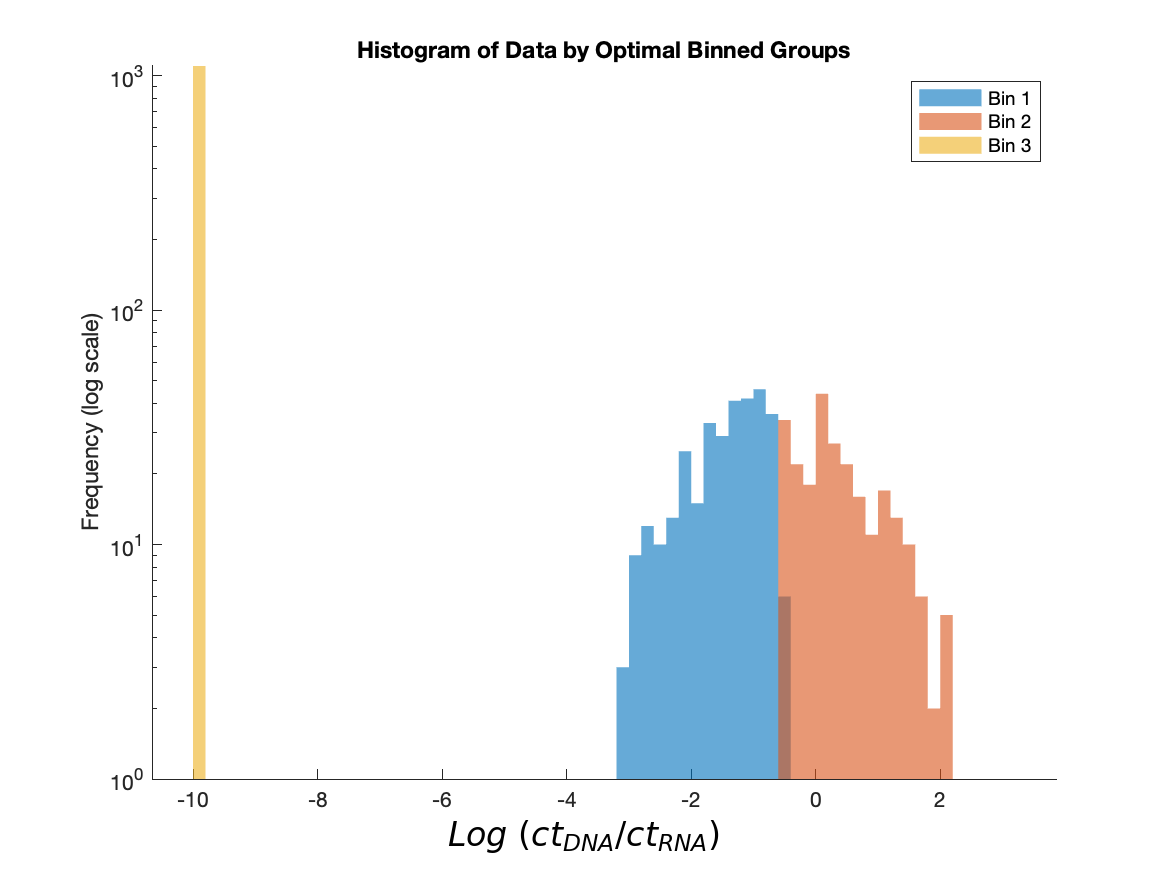 Histogram of Data by Optimal Binned Groups
Bin 1
Bin 2
Bin 3
Frequency (log scale)
10³
10²
10¹
10⁰
-10 -8 -6 -4 -2 0 2
Log (ct_DNA/ct_RNA)